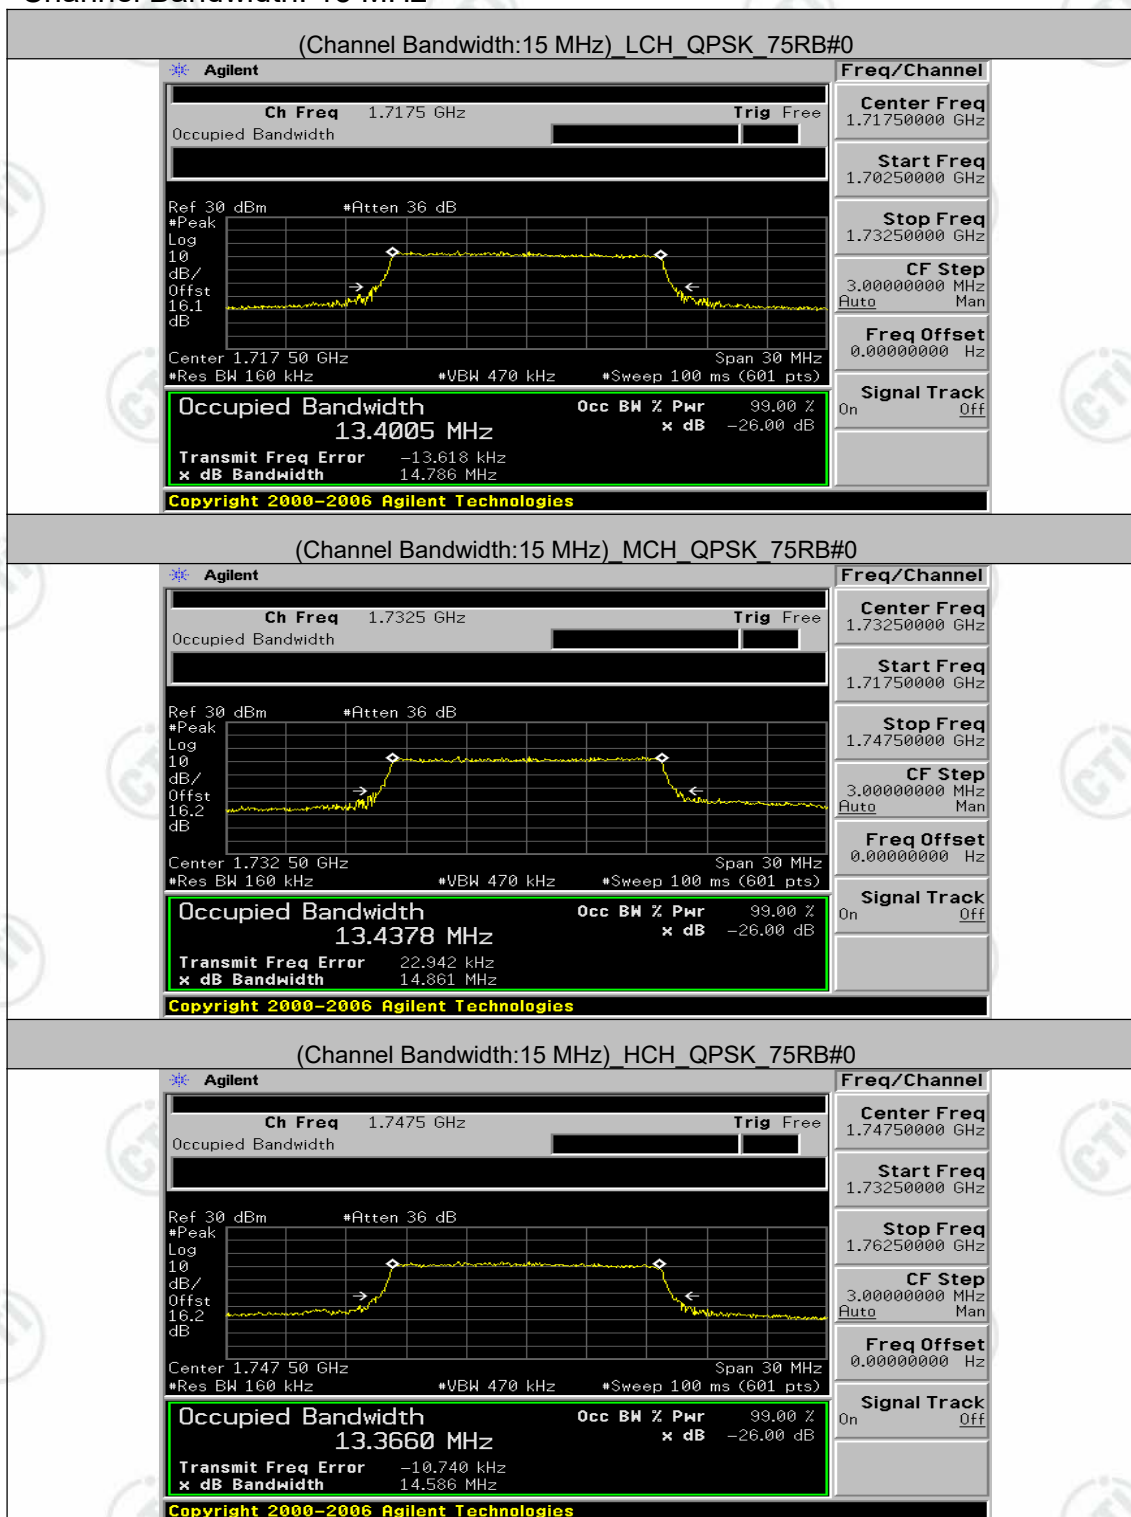 Channel Bandwidth: 15 MHz
(Channel Bandwidth:15 MHz)_LCH_QPSK_75RB#0
Agilent
Freq/Channel
Ch Freq 1.7175 GHz Trig Free
Occupied Bandwidth
Center Freq
1.71750000 GHz
Start Freq
1.70250000 GHz
Stop Freq
1.73250000 GHz
CF Step
3.00000000 MHz
Auto Man
Freq Offset
0.00000000 Hz
Signal Track
On Off
Ref 30 dBm #Atten 36 dB
#Peak
Log
10
dB/
Offst
16.1
dB
Center 1.717 50 GHz Span 30 MHz
#Res BW 160 kHz #VBW 470 kHz #Sweep 100 ms (601 pts)
Occupied Bandwidth Occ BW % Pwr 99.00 %
13.4005 MHz x dB -26.00 dB
Transmit Freq Error -13.618 kHz
x dB Bandwidth 14.786 MHz
Copyright 2000-2006 Agilent Technologies
(Channel Bandwidth:15 MHz)_MCH_QPSK_75RB#0
Agilent
Freq/Channel
Ch Freq 1.7325 GHz Trig Free
Occupied Bandwidth
Center Freq
1.73250000 GHz
Start Freq
1.71750000 GHz
Stop Freq
1.74750000 GHz
CF Step
3.00000000 MHz
Auto Man
Freq Offset
0.00000000 Hz
Signal Track
On Off
Ref 30 dBm #Atten 36 dB
#Peak
Log
10
dB/
Offst
16.2
dB
Center 1.732 50 GHz Span 30 MHz
#Res BW 160 kHz #VBW 470 kHz #Sweep 100 ms (601 pts)
Occupied Bandwidth Occ BW % Pwr 99.00 %
13.4378 MHz x dB -26.00 dB
Transmit Freq Error 22.942 kHz
x dB Bandwidth 14.861 MHz
Copyright 2000-2006 Agilent Technologies
(Channel Bandwidth:15 MHz)_HCH_QPSK_75RB#0
Agilent
Freq/Channel
Ch Freq 1.7475 GHz Trig Free
Occupied Bandwidth
Center Freq
1.74750000 GHz
Start Freq
1.73250000 GHz
Stop Freq
1.76250000 GHz
CF Step
3.00000000 MHz
Auto Man
Freq Offset
0.00000000 Hz
Signal Track
On Off
Ref 30 dBm #Atten 36 dB
#Peak
Log
10
dB/
Offst
16.2
dB
Center 1.747 50 GHz Span 30 MHz
#Res BW 160 kHz #VBW 470 kHz #Sweep 100 ms (601 pts)
Occupied Bandwidth Occ BW % Pwr 99.00 %
13.3660 MHz x dB -26.00 dB
Transmit Freq Error -10.740 kHz
x dB Bandwidth 14.586 MHz
Copyright 2000-2006 Agilent Technologies